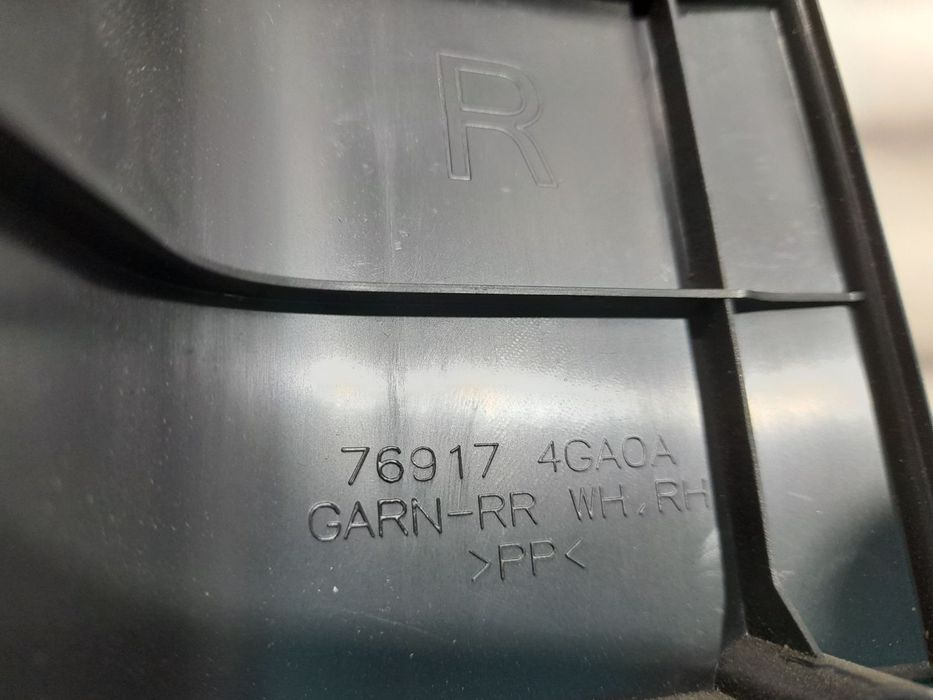 R
76917 4GA0A
GARN-RR WH,RH
>PP<